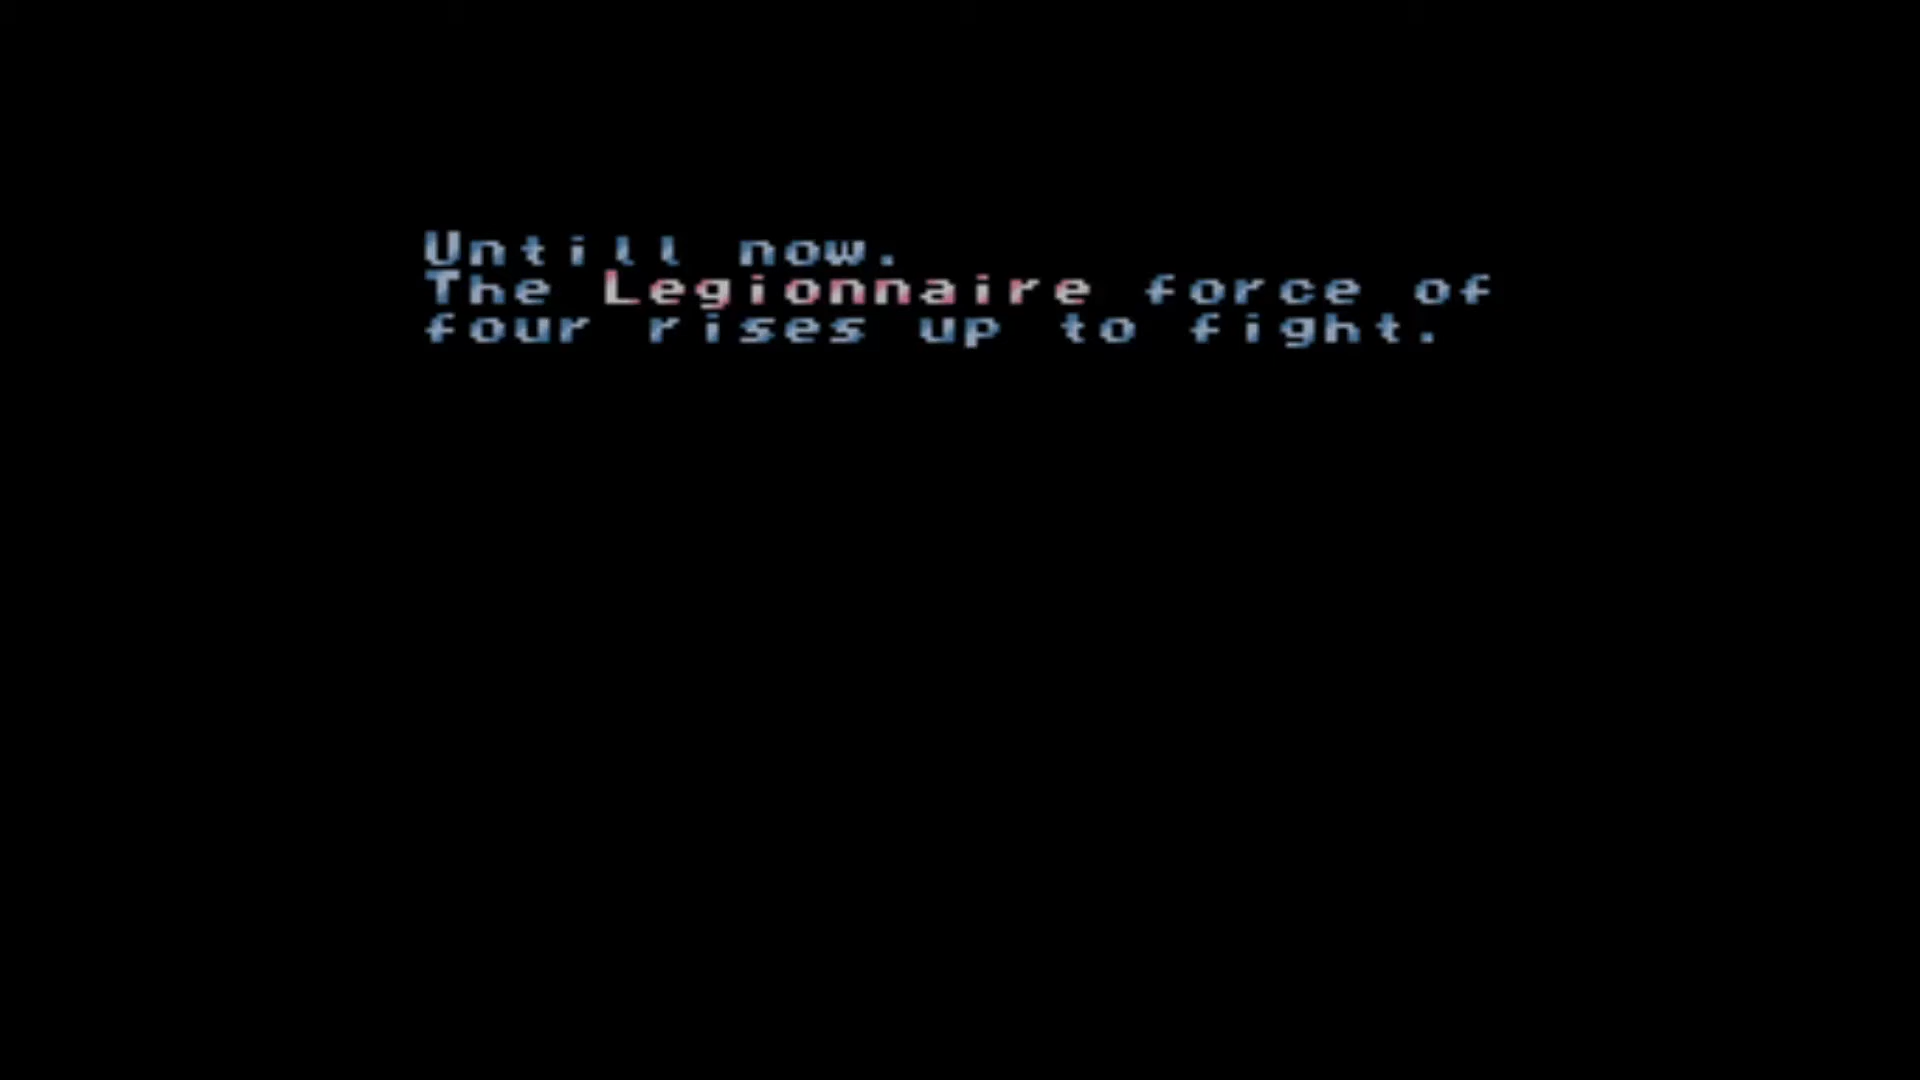 Untill now.
The Legionnaire force of
four rises up to fight.